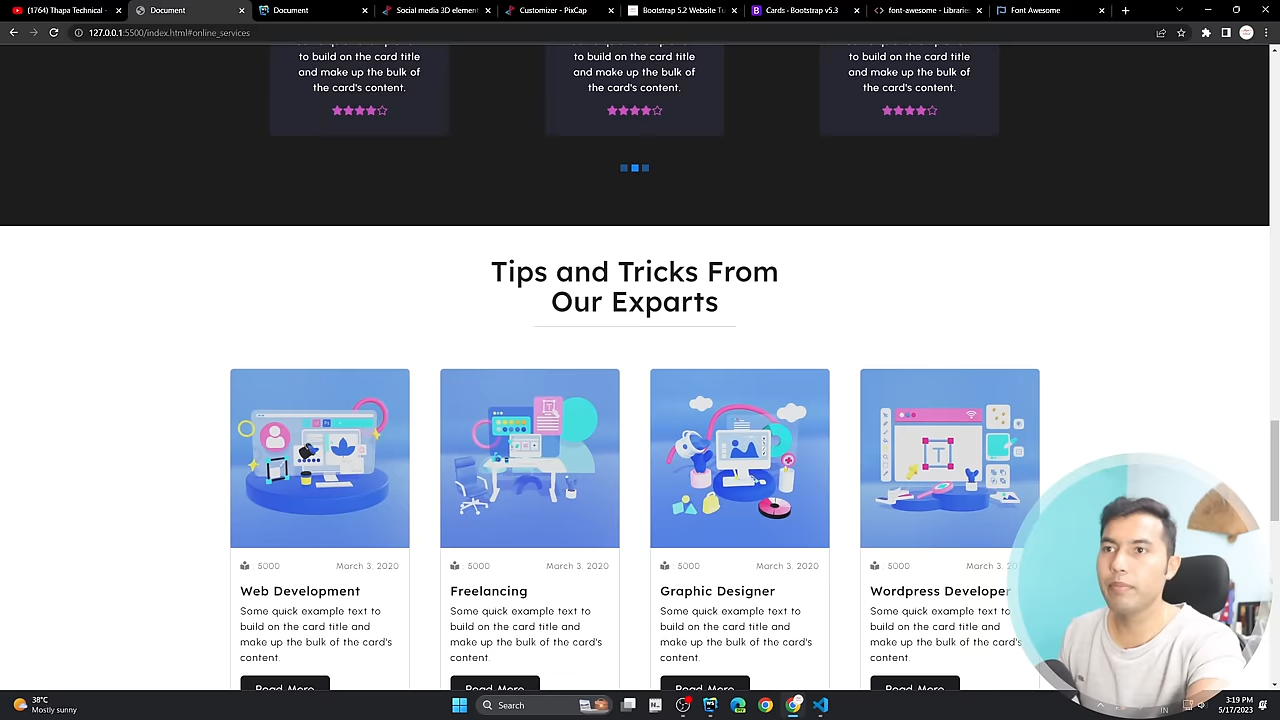 (1764) Thapa Technical -
Document
Document
Social media 3D element
Customizer - PixCap
Bootstrap 5.2 Website Tu
Cards · Bootstrap v5.3
font-awesome - Libraries
Font Awesome
127.0.0.1:5500/index.html#online_services
to build on the card title
and make up the bulk of
the card's content.
to build on the card title
and make up the bulk of
the card's content.
to build on the card title
and make up the bulk of
the card's content.
Tips and Tricks From
Our Exparts
5000 March 3, 2020
Web Development
Some quick example text to
build on the card title and
make up the bulk of the card's
content.
Read More
5000 March 3, 2020
Freelancing
Some quick example text to
build on the card title and
make up the bulk of the card's
content.
Read More
5000 March 3, 2020
Graphic Designer
Some quick example text to
build on the card title and
make up the bulk of the card's
content.
Read More
5000 March 3, 20
Wordpress Developer
Some quick example text to
build on the card title and
make up the bulk of the card's
content.
Read More
38°C
Mostly sunny
Search
IN
3:19 PM
5/17/2023